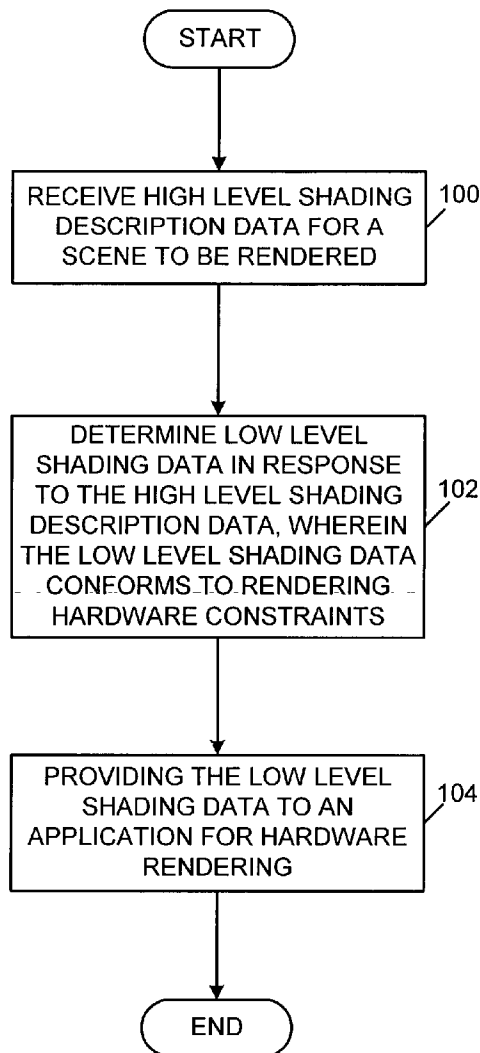 START
RECEIVE HIGH LEVEL SHADING
DESCRIPTION DATA FOR A
SCENE TO BE RENDERED
100
DETERMINE LOW LEVEL
SHADING DATA IN RESPONSE
TO THE HIGH LEVEL SHADING
DESCRIPTION DATA, WHEREIN
THE LOW LEVEL SHADING DATA
CONFORMS TO RENDERING
HARDWARE CONSTRAINTS
102
PROVIDING THE LOW LEVEL
SHADING DATA TO AN
APPLICATION FOR HARDWARE
RENDERING
104
END